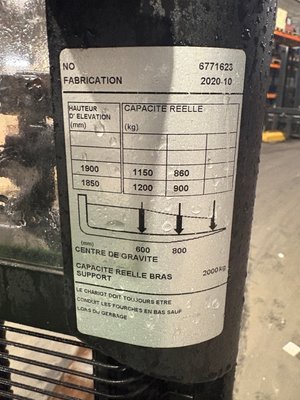 NO 6771623
FABRICATION 2020-10
HAUTEUR CAPACITE REELLE
D' ELEVATION
(mm) (kg)
1900 1150 860
1850 1200 900
(mm) 600 800
CENTRE DE GRAVITE
CAPACITE REELLE BRAS 2000kg
SUPPORT
LE CHARIOT DOIT TOUJOURS ETRE
CONDUIT LES FOURCHES EN BAS SAUF
LORS DU GERBAGE